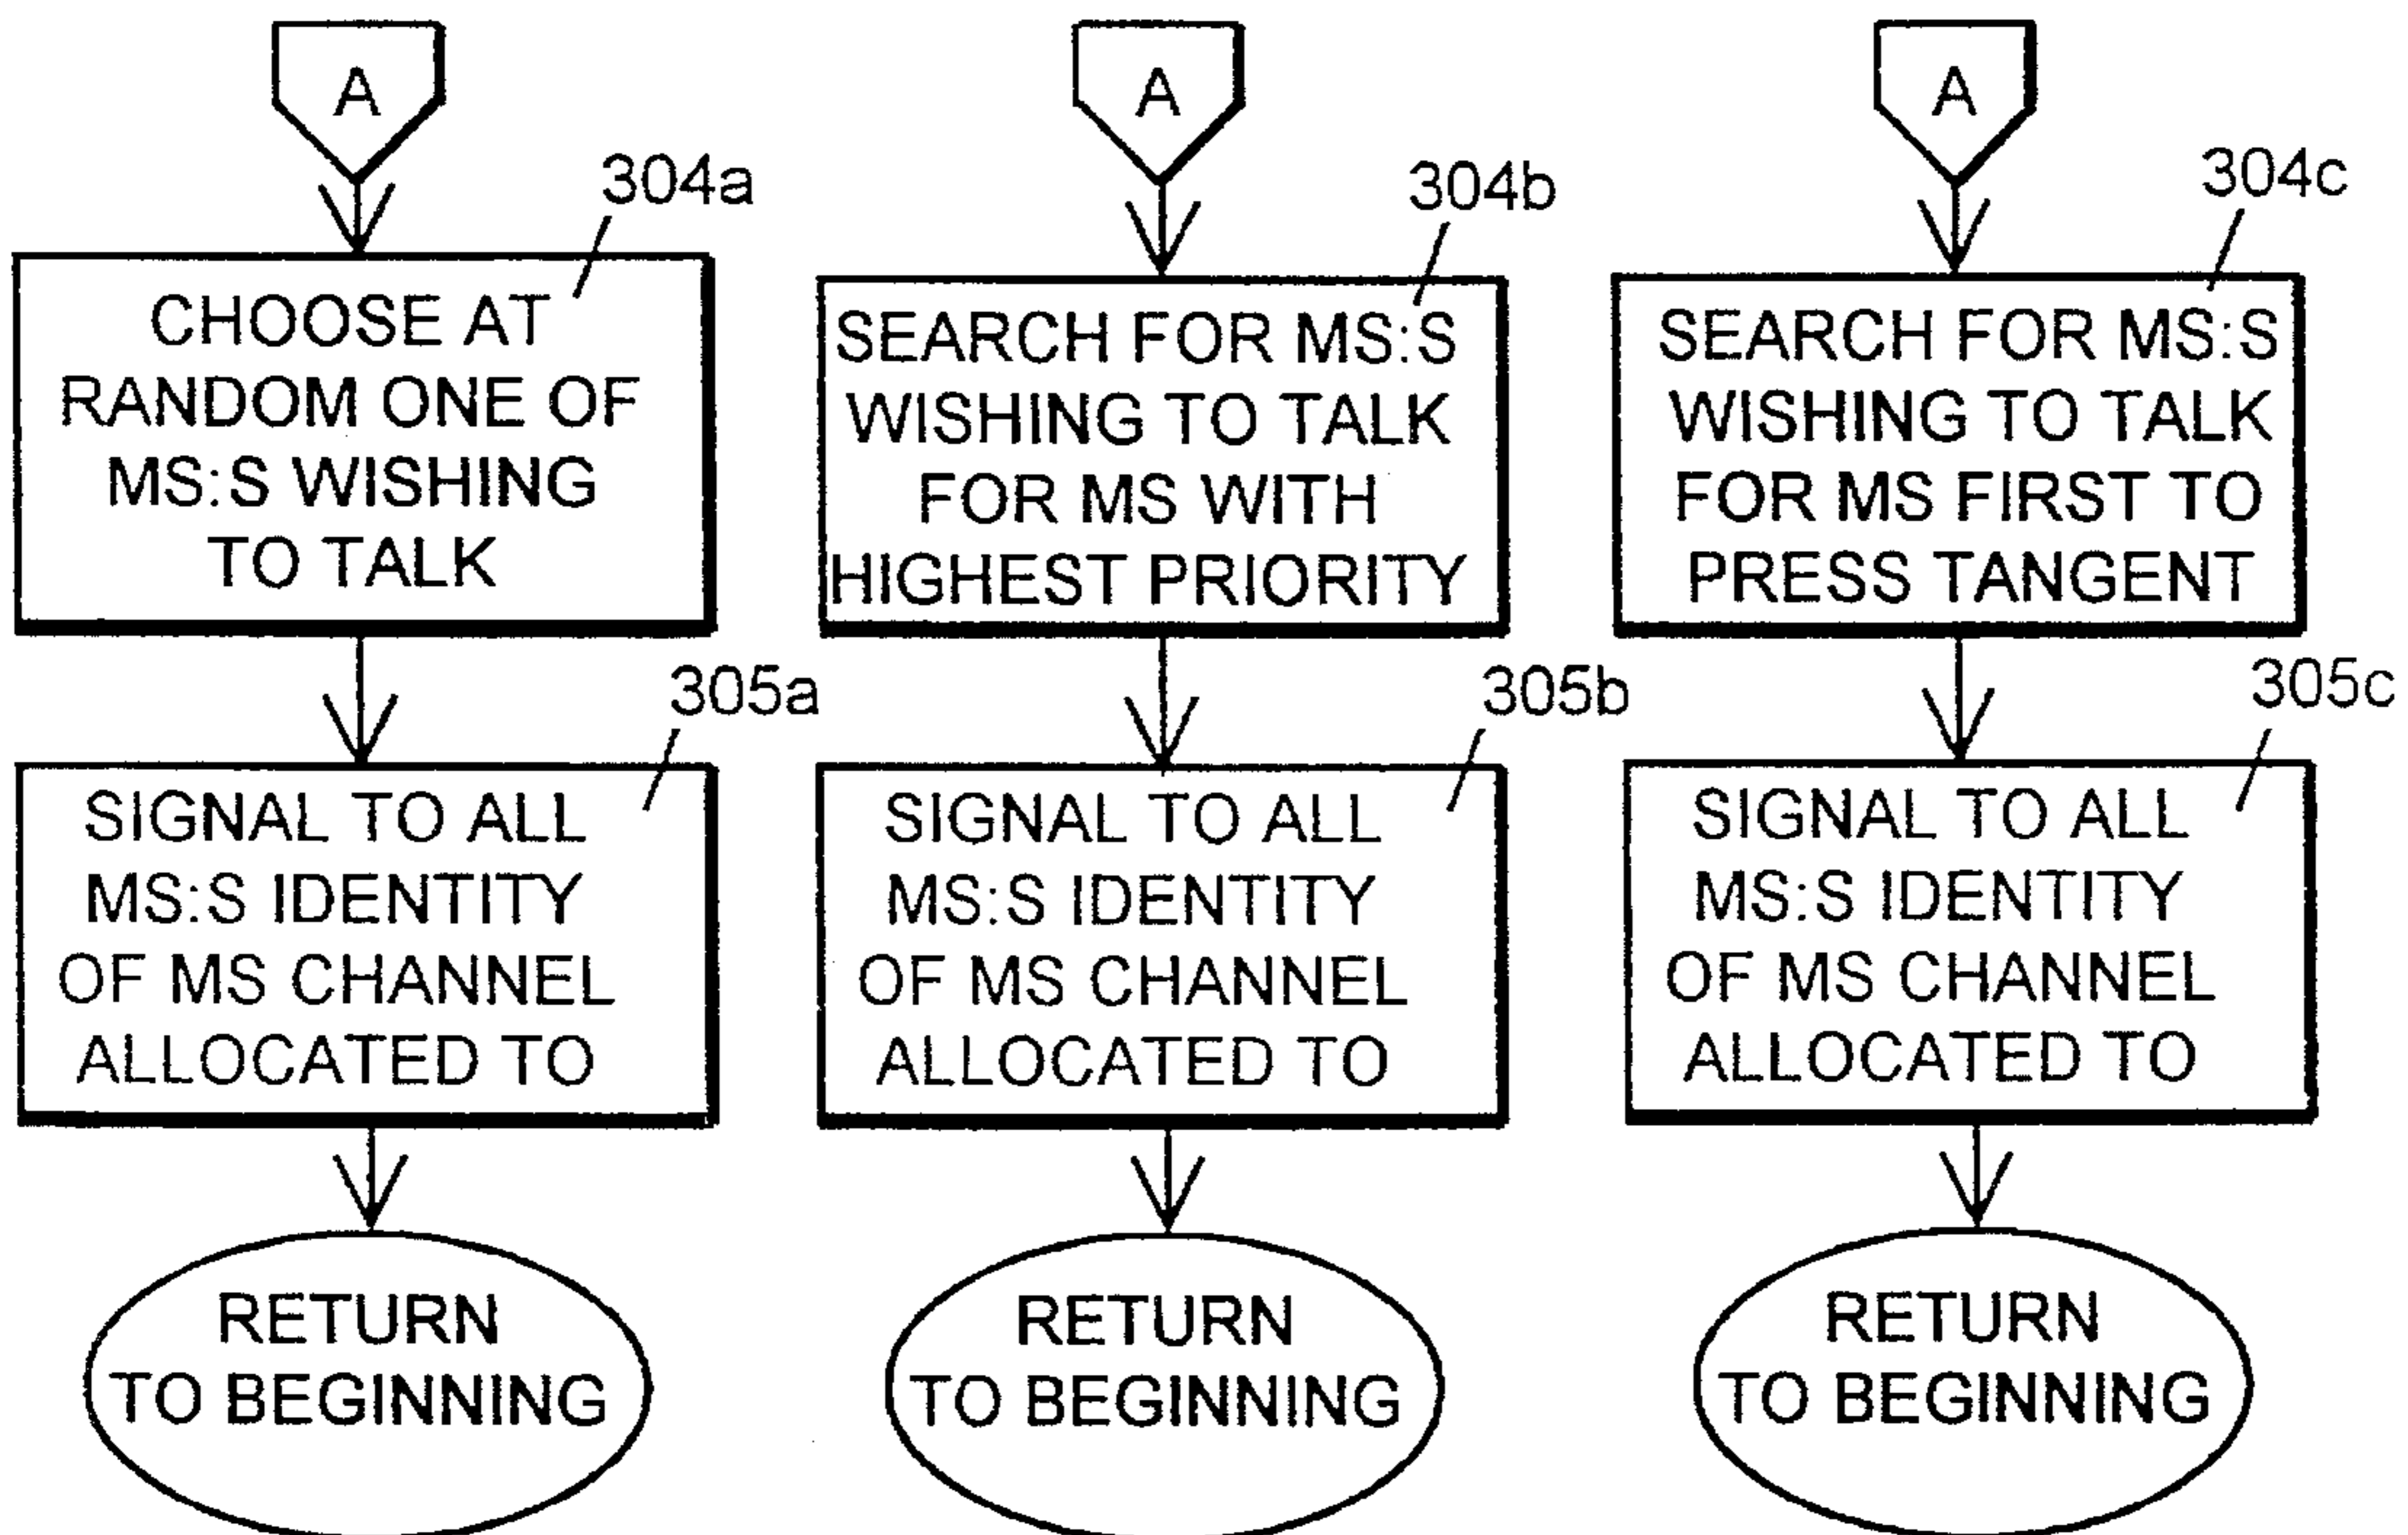 A
304a
CHOOSE AT
RANDOM ONE OF
MS:S WISHING
TO TALK
305a
SIGNAL TO ALL
MS:S IDENTITY
OF MS CHANNEL
ALLOCATED TO
RETURN
TO BEGINNING
A
304b
SEARCH FOR MS:S
WISHING TO TALK
FOR MS WITH
HIGHEST PRIORITY
305b
SIGNAL TO ALL
MS:S IDENTITY
OF MS CHANNEL
ALLOCATED TO
RETURN
TO BEGINNING
A
304c
SEARCH FOR MS:S
WISHING TO TALK
FOR MS FIRST TO
PRESS TANGENT
305c
SIGNAL TO ALL
MS:S IDENTITY
OF MS CHANNEL
ALLOCATED TO
RETURN
TO BEGINNING